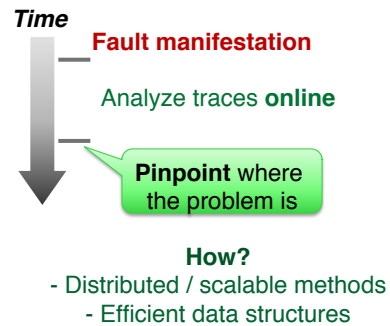 Time
Fault manifestation
Analyze traces online
Pinpoint where
the problem is
How?
- Distributed / scalable methods
- Efficient data structures